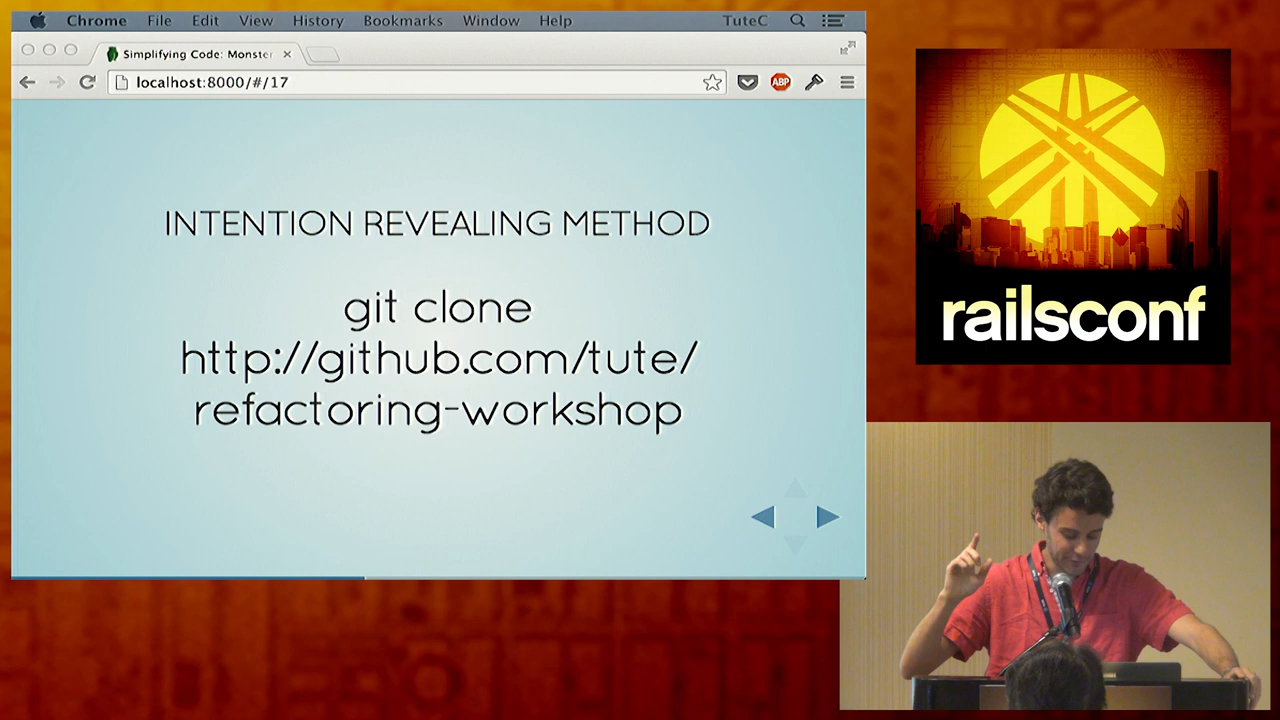 Chrome File Edit View History Bookmarks Window Help TuteC
Simplifying Code: Monster
localhost:8000/#/17
ABP
INTENTION REVEALING METHOD
git clone
http://github.com/tute/
refactoring-workshop
railsconf